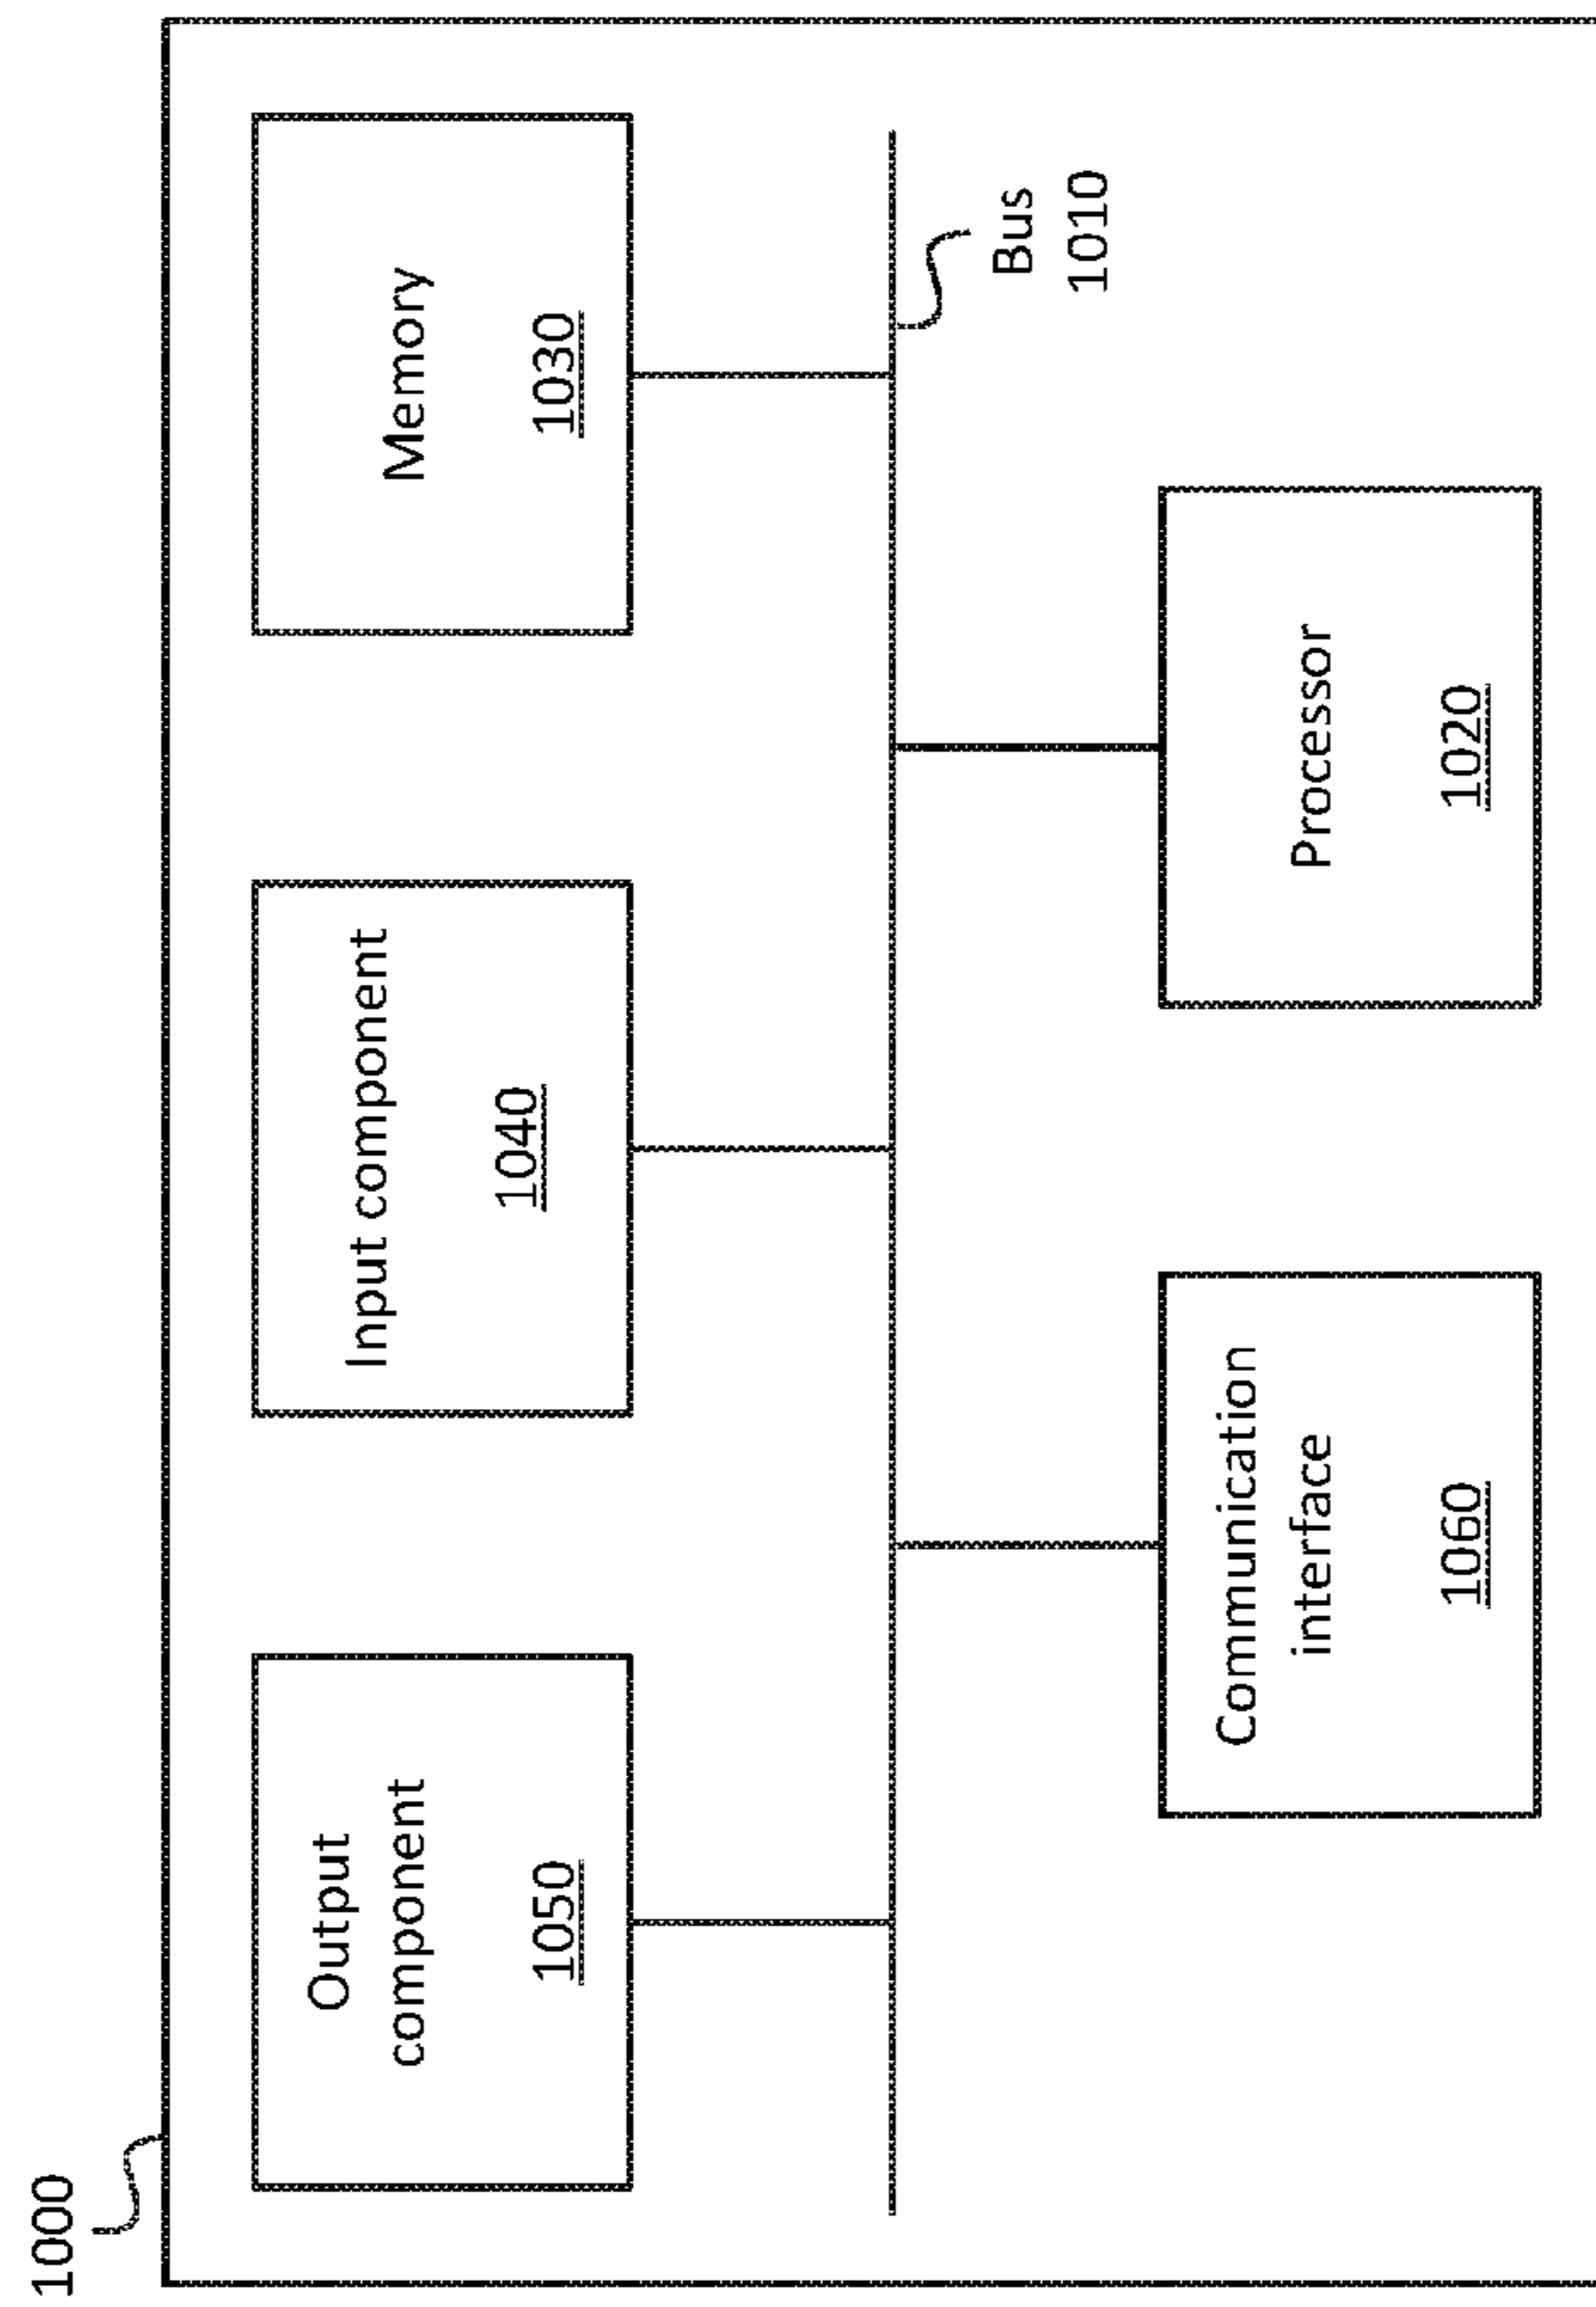 1000
Output
component
1050
Input component
1040
Memory
1030
Bus
1010
Communication
interface
1060
Processor
1020